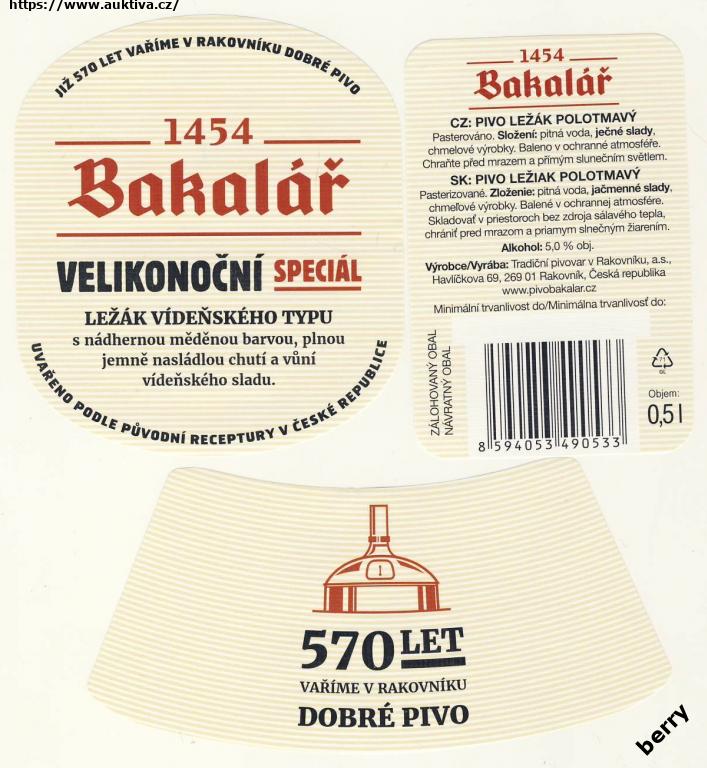 https://www.auktiva.cz/
JIŽ 570 LET VAŘÍME V RAKOVNÍKU DOBRÉ PIVO
1454
Bakalář
VELIKONOČNÍ SPECIÁL
LEŽÁK VÍDEŇSKÉHO TYPU
s nádhernou měděnou barvou, plnou
jemně nasládlou chutí a vůní
vídeňského sladu.
UVAŘENO PODLE PŮVODNÍ RECEPTURY V ČESKÉ REPUBLICE
1454
Bakalář
CZ: PIVO LEŽÁK POLOTMAVÝ
Pasterováno. Složení: pitná voda, ječné slady,
chmelové výrobky. Baleno v ochranné atmosféře.
Chraňte před mrazem a přímým slunečním světlem.
SK: PIVO LEŽIAK POLOTMAVÝ
Pasterizované. Zloženie: pitná voda, jačmenné slady,
chmeľové výrobky. Balené v ochrannej atmosfére.
Skladovať v priestoroch bez zdroja sálavého tepla,
chrániť pred mrazom a priamym slnečným žiarením.
Alkohol: 5,0 % obj.
Výrobce/Vyrába: Tradiční pivovar v Rakovníku, a.s.,
Havlíčkova 69, 269 01 Rakovník, Česká republika
www.pivobakalar.cz
Minimální trvanlivost do/Minimálna trvanlivosť do:
ZÁLOHOVANÝ OBAL
NÁVRATNÝ OBAL
8 594053 490533
71
GL
Objem:
0,5 l
1
570 LET
VAŘÍME V RAKOVNÍKU
DOBRÉ PIVO
berry